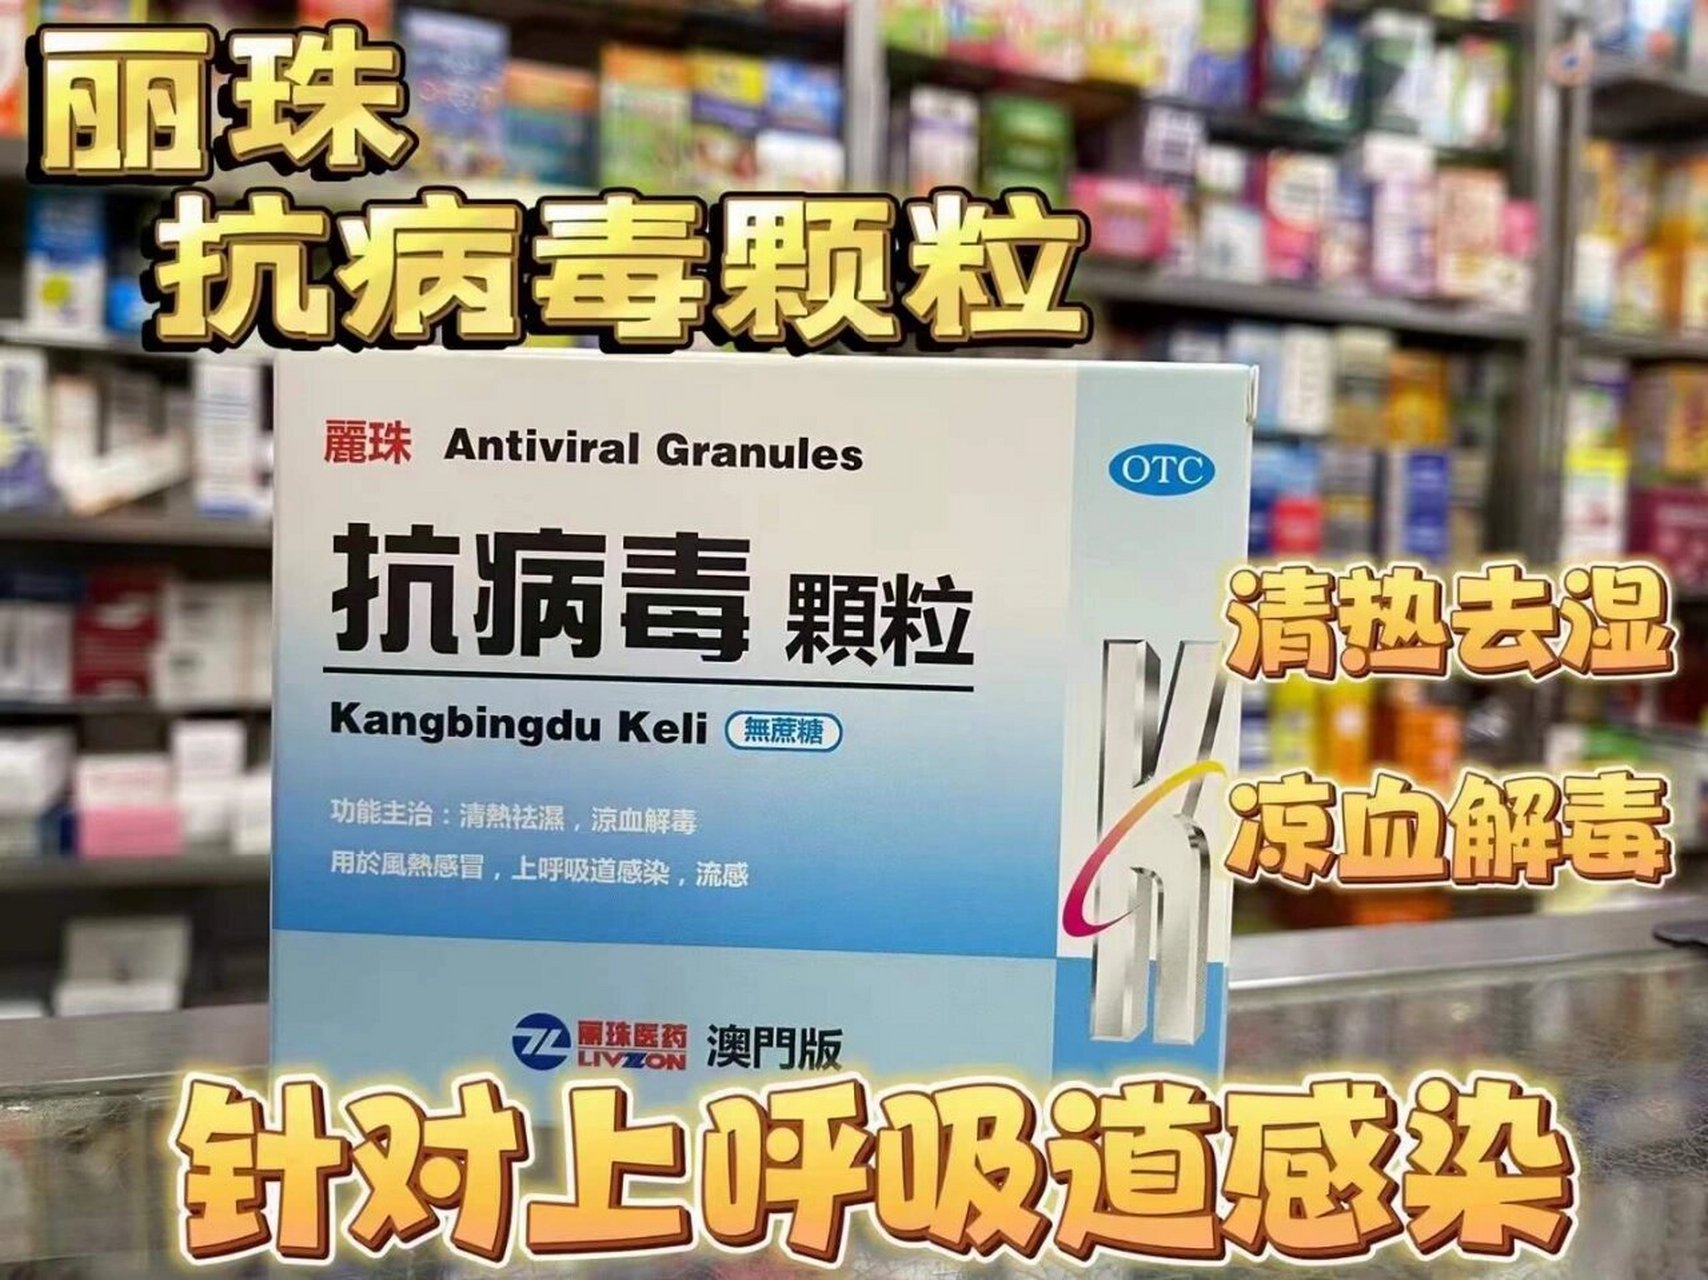 丽珠
抗病毒颗粒
麗珠 Antiviral Granules
OTC
抗病毒 顆粒
Kangbingdu Keli 無蔗糖
清热去湿
功能主治：清熱祛濕，涼血解毒
凉血解毒
用於風熱感冒，上呼吸道感染，流感
丽珠医药 LIVZON 澳門版
针对上呼吸道感染